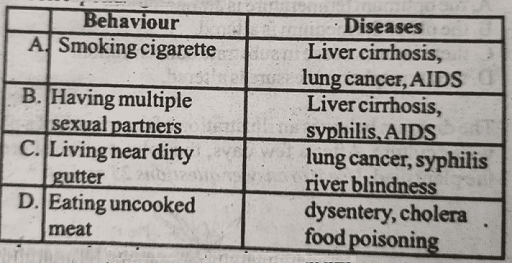 Behaviour Diseases
A. Smoking cigarette Liver cirrhosis,
lung cancer, AIDS
B. Having multiple Liver cirrhosis,
sexual partners syphilis, AIDS
C. Living near dirty lung cancer, syphilis
gutter river blindness
D. Eating uncooked dysentery, cholera
meat food poisoning